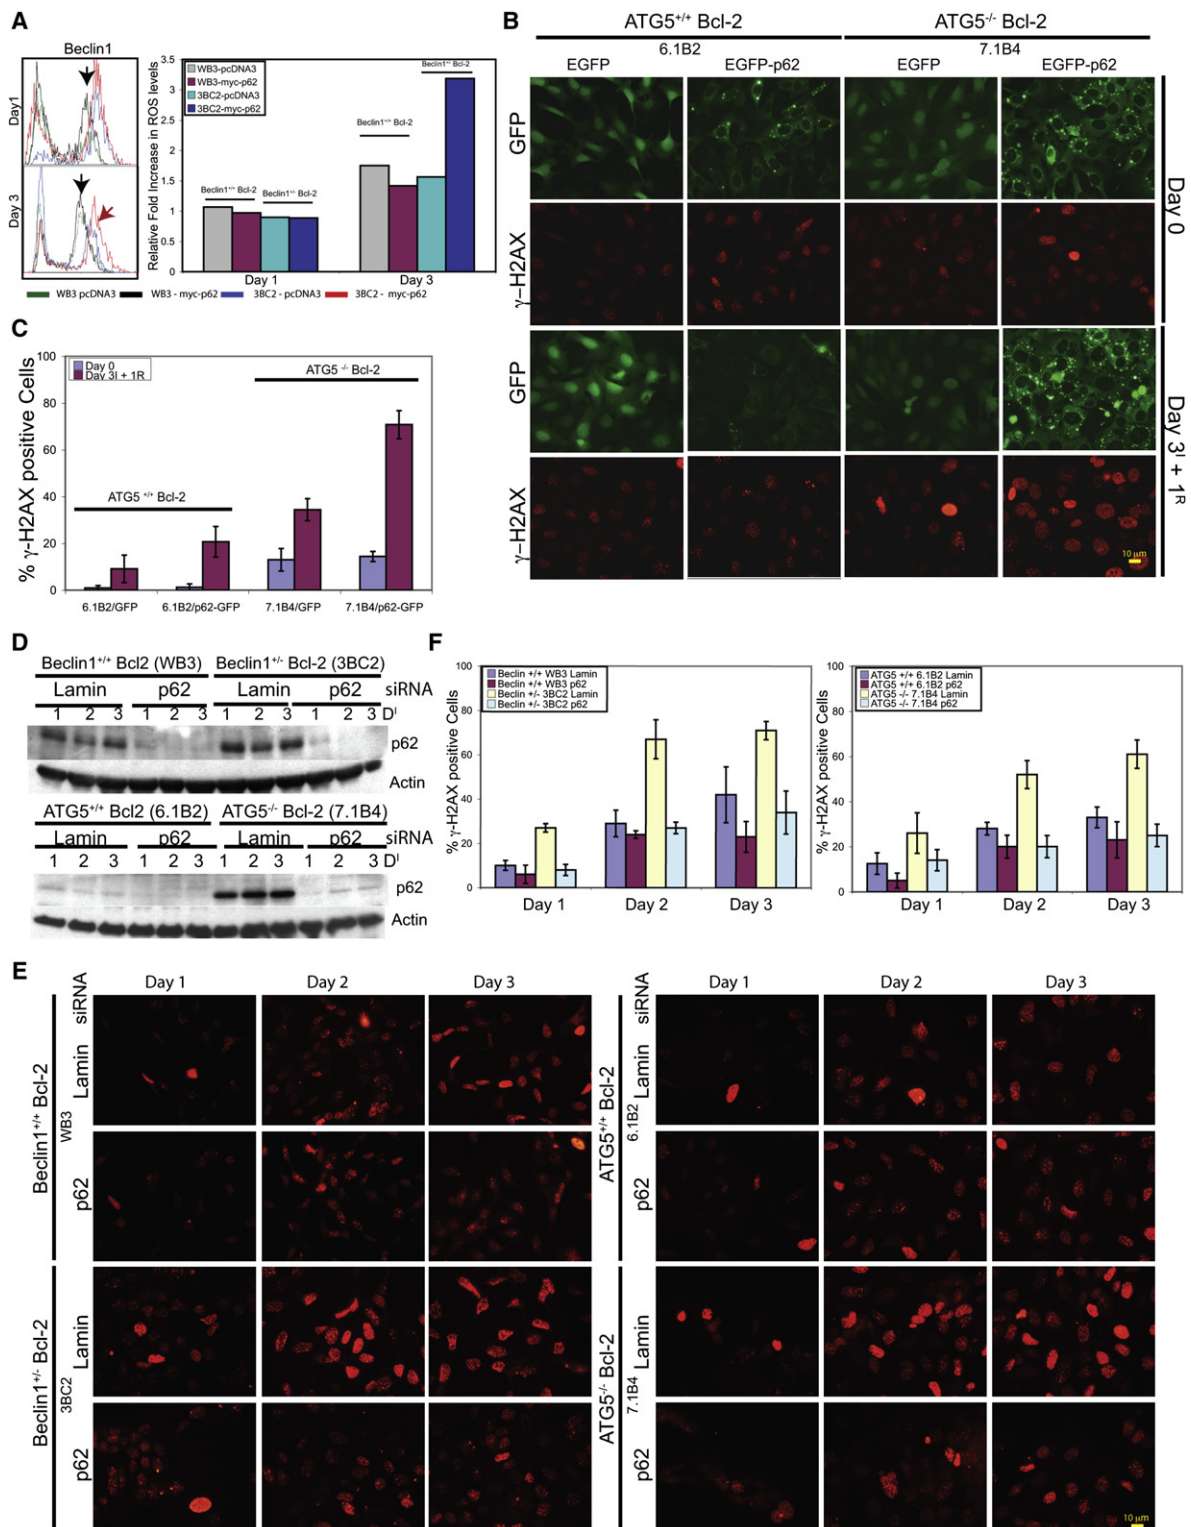 A
Beclin1
Day1
Day 3
Relative Fold Increase in ROS levels
3.5
3
2.5
2
1.5
1
0.5
0
WB3-pcDNA3
WB3-myc-p62
3BC2-pcDNA3
3BC2-myc-p62
Beclin1+/+ Bcl-2
Beclin1+/- Bcl-2
Beclin1+/+ Bcl-2
Beclin1+/- Bcl-2
Day 1
Day 3
WB3 pcDNA3
WB3 - myc-p62
3BC2 - pcDNA3
3BC2 - myc-p62
B
ATG5+/+ Bcl-2
ATG5-/- Bcl-2
6.1B2
7.1B4
EGFP
EGFP-p62
EGFP
EGFP-p62
GFP
γ-H2AX
GFP
γ-H2AX
Day 0
Day 3I + 1R
10 μm
C
% γ-H2AX positive Cells
100
80
60
40
20
0
Day 0
Day 3I + 1R
ATG5 +/+ Bcl-2
ATG5 -/- Bcl-2
6.1B2/GFP
6.1B2/p62-GFP
7.1B4/GFP
7.1B4/p62-GFP
D
Beclin1+/+ Bcl2 (WB3)
Beclin1+/- Bcl-2 (3BC2)
Lamin
p62
Lamin
p62
siRNA
1 2 3 1 2 3 1 2 3 1 2 3
DI
p62
Actin
ATG5+/+ Bcl2 (6.1B2)
ATG5-/- Bcl-2 (7.1B4)
Lamin
p62
Lamin
p62
siRNA
1 2 3 1 2 3 1 2 3 1 2 3
DI
p62
Actin
F
% γ-H2AX positive Cells
100
80
60
40
20
0
Beclin +/+ WB3 Lamin
Beclin +/+ WB3 p62
Beclin +/- 3BC2 Lamin
Beclin +/- 3BC2 p62
Day 1
Day 2
Day 3
% γ-H2AX positive Cells
100
80
60
40
20
0
ATG5 +/+ 6.1B2 Lamin
ATG5 +/+ 6.1B2 p62
ATG5 -/- 7.1B4 Lamin
ATG5 -/- 7.1B4 p62
Day 1
Day 2
Day 3
E
siRNA
Day 1
Day 2
Day 3
Beclin1+/+ Bcl-2
WB3
Lamin
p62
Beclin1+/- Bcl-2
3BC2
Lamin
p62
siRNA
Day 1
Day 2
Day 3
ATG5+/+ Bcl-2
6.1B2
Lamin
p62
ATG5-/- Bcl-2
7.1B4
Lamin
p62
10 μm